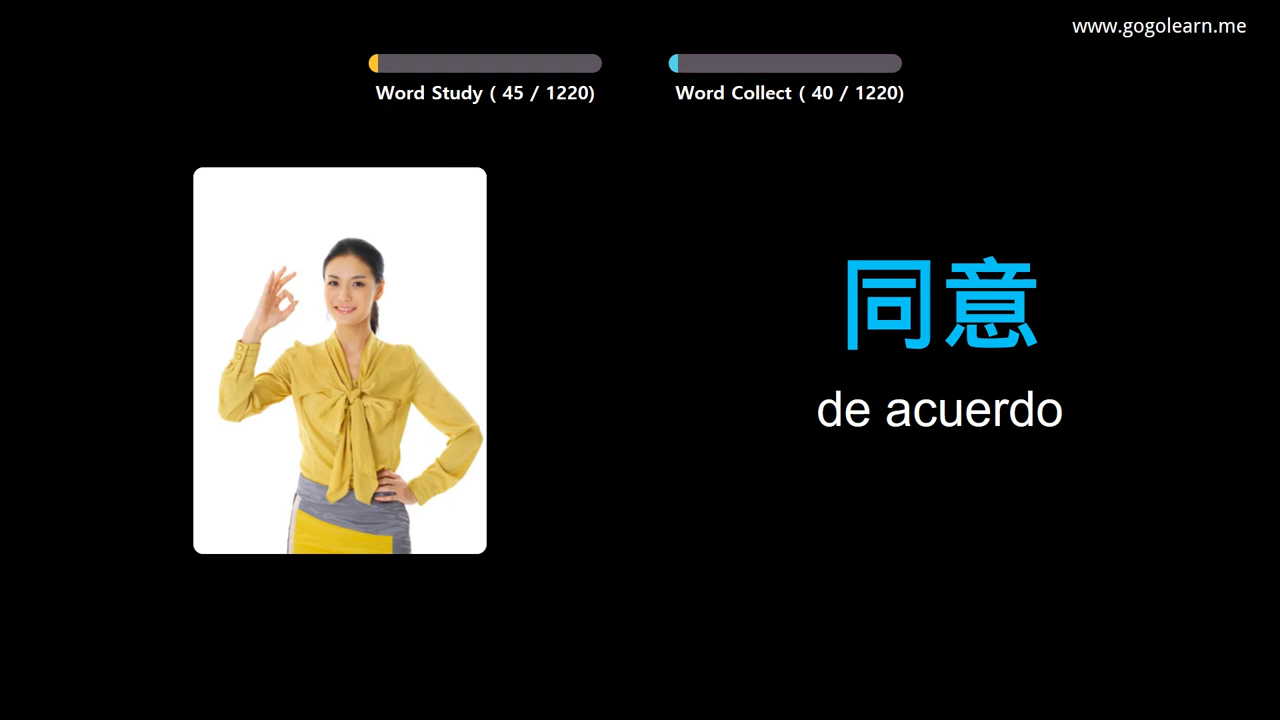 www.gogolearn.me
Word Study ( 45 / 1220)
Word Collect ( 40 / 1220)
同意
de acuerdo